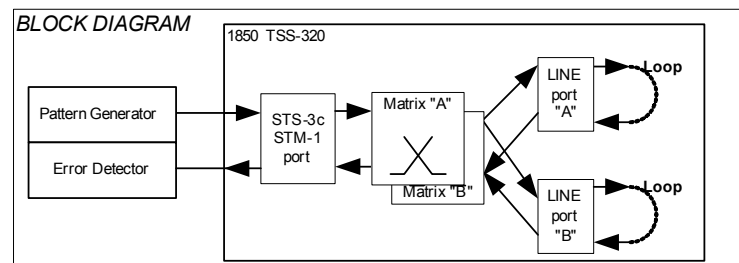 BLOCK DIAGRAM
1850 TSS-320
Pattern Generator
Error Detector
STS-3c
STM-1
port
Matrix "A"
Matrix "B"
LINE
port
"A"
Loop
LINE
port
"B"
Loop